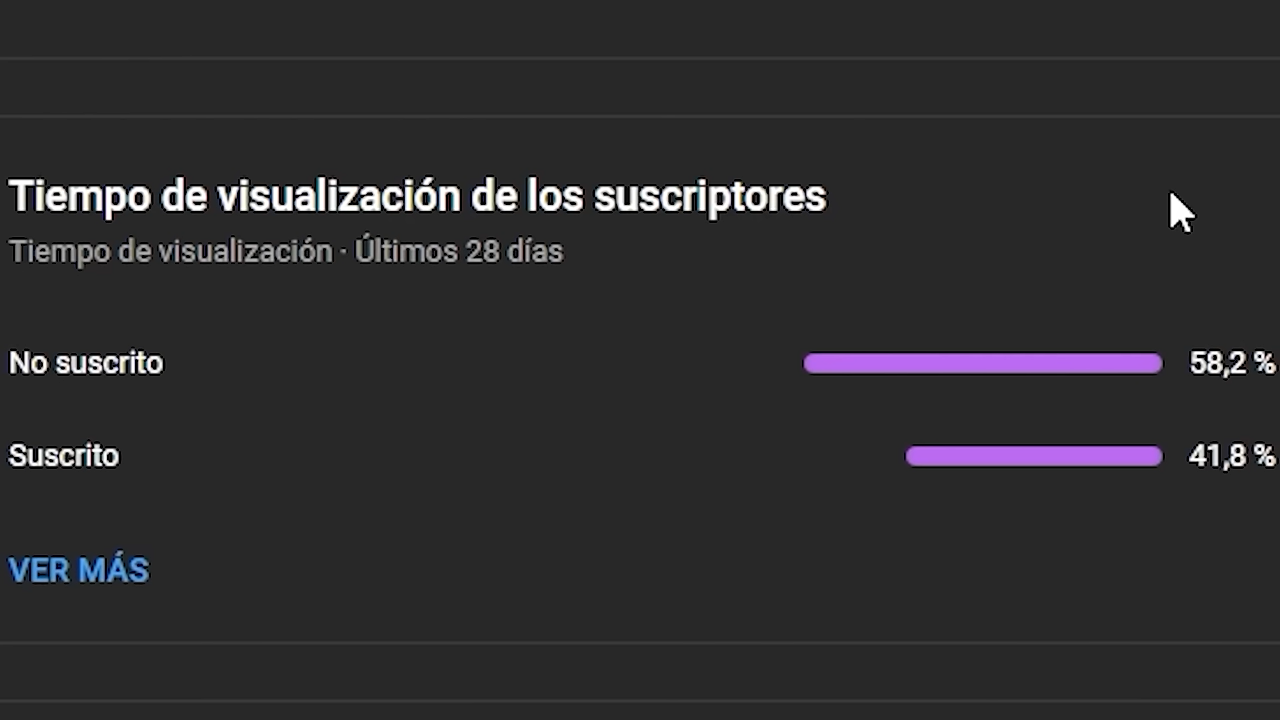 Tiempo de visualización de los suscriptores
Tiempo de visualización · Últimos 28 días
No suscrito 58,2 %
Suscrito 41,8 %
VER MÁS